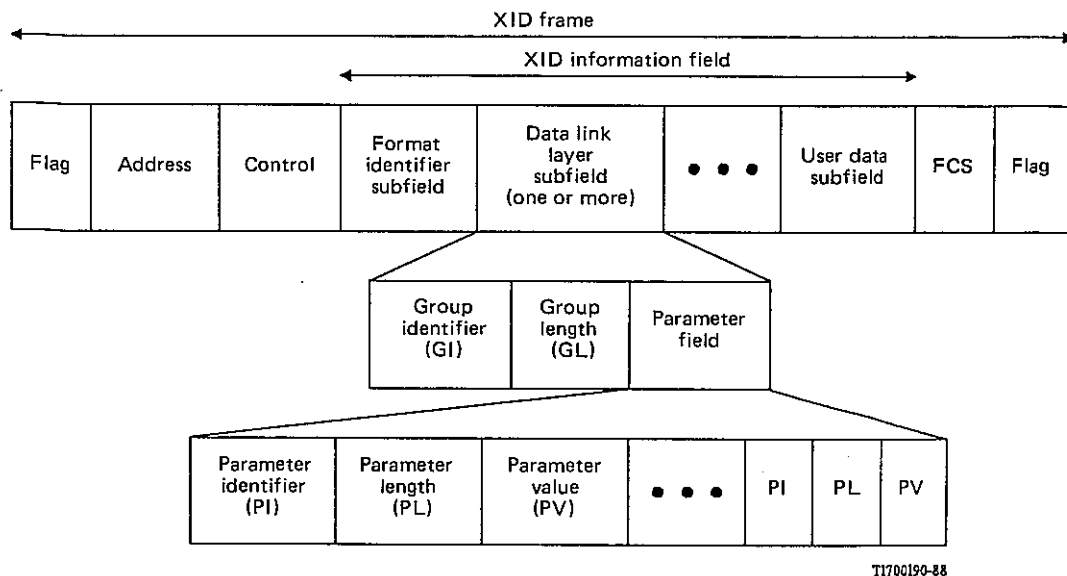 XID frame
XID information field
Flag
Address
Control
Format
identifier
subfield
Data link
layer
subfield
(one or more)
• • •
User data
subfield
FCS
Flag
Group
identifier
(GI)
Group
length
(GL)
Parameter
field
Parameter
identifier
(PI)
Parameter
length
(PL)
Parameter
value
(PV)
• • •
PI
PL
PV
T1700190-88